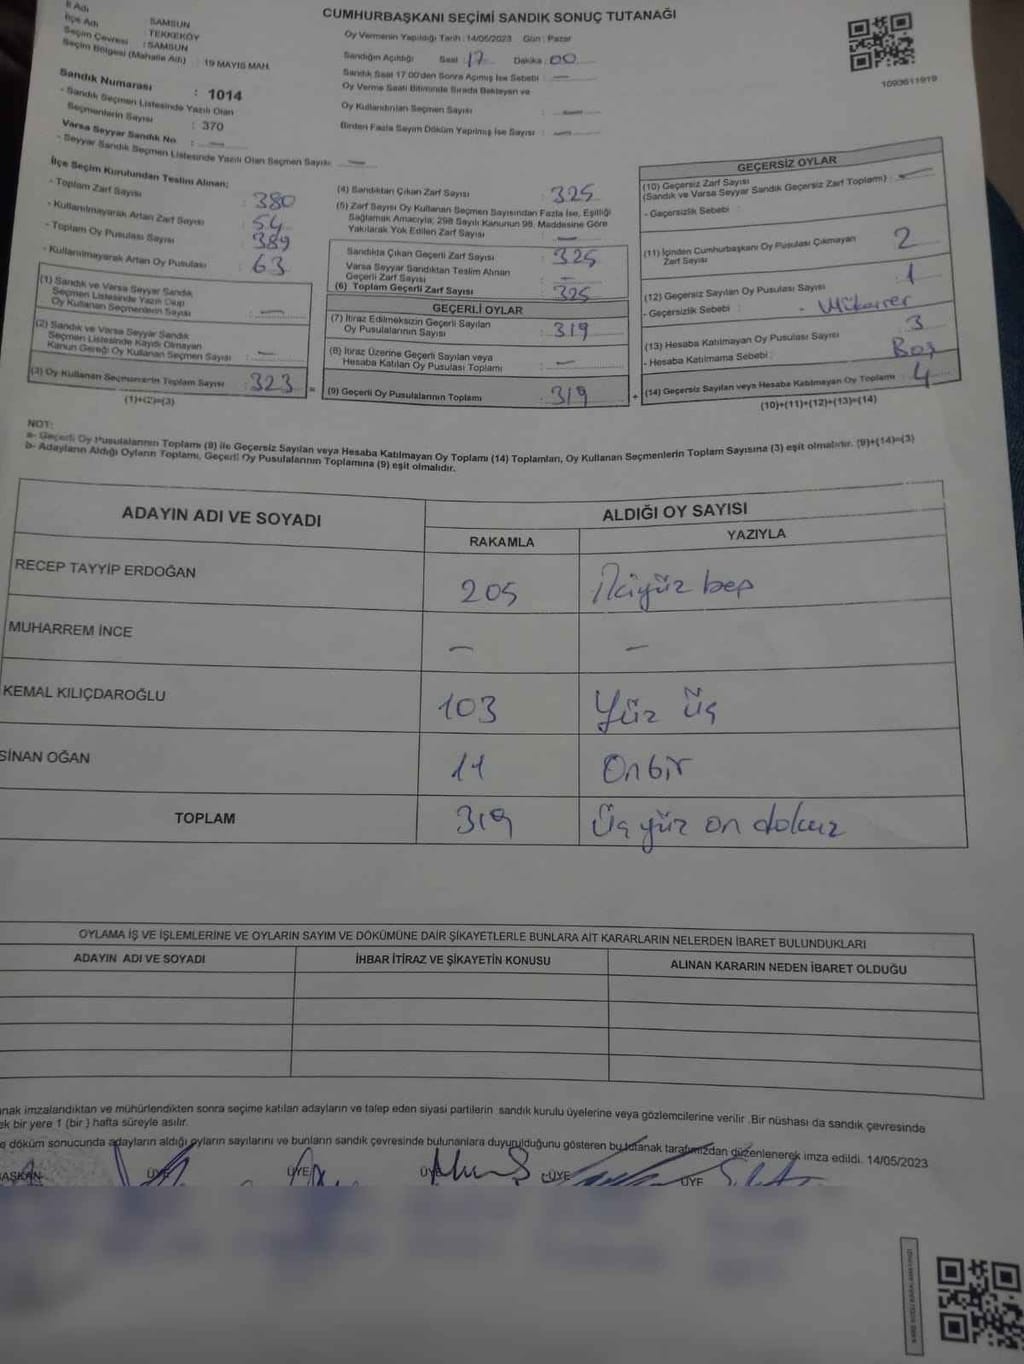 CUMHURBAŞKANI SEÇİMİ SANDIK SONUÇ TUTANAĞI
İl Adı
SAMSUN
İlçe Adı : TEKKEKÖY
Seçim Çevresi : SAMSUN
Seçim Bölgesi (Mahalle Adı) : 19 MAYIS MAH.
Sandık Numarası : 1014
- Sandık Seçmen Listesinde Yazılı Olan
Seçmenlerin Sayısı : 370
Varsa Seyyar Sandık No : —
- Seyyar Sandık Seçmen Listesinde Yazılı Olan Seçmen Sayısı : —
Oy Vermenin Yapıldığı Tarih : 14/05/2023 Gün : Pazar
Sandığın Açıldığı Saat : 17 Dakika : 00
Sandık Saat 17.00'den Sonra Açımış İse Sebebi : —
Oy Verme Saati Bitiminde Sırada Bekleyen ve
Oy Kullandırılan Seçmen Sayısı : —
Birden Fazla Sayım Döküm Yapılmış İse Sayısı : —
1093611919
İlçe Seçim Kurulundan Teslim Alınan;
- Toplam Zarf Sayısı : 380
- Kullanılmayarak Artan Zarf Sayısı : 54
- Toplam Oy Pusulası Sayısı : 389
- Kullanılmayarak Artan Oy Pusulası : 63
(1) Sandık ve Varsa Seyyar Sandık
Seçmen Listesinde Yazılı Olup
Oy Kullanan Seçmenlerin Sayısı : —
(2) Sandık ve Varsa Seyyar Sandık
Seçmen Listesinde Kaydı Olmayan
Kanun Gereği Oy Kullanan Seçmen Sayısı : —
(3) Oy Kullanan Seçmenlerin Toplam Sayısı : 323 =
(1)+(2)=(3)
(4) Sandıktan Çıkan Zarf Sayısı : 325
(5) Zarf Sayısı Oy Kullanan Seçmen Sayısından Fazla İse, Eşitliği
Sağlamak Amacıyla; 298 Sayılı Kanunun 98. Maddesine Göre
Yakılarak Yok Edilen Zarf Sayısı : —
Sandıkta Çıkan Geçerli Zarf Sayısı : 325
Varsa Seyyar Sandıktan Teslim Alınan
Geçerli Zarf Sayısı : —
(6) Toplam Geçerli Zarf Sayısı : 325
GEÇERLİ OYLAR
(7) İtiraz Edilmeksizin Geçerli Sayılan
Oy Pusulalarının Sayısı : 319
(8) İtiraz Üzerine Geçerli Sayılan veya
Hesaba Katılan Oy Pusulası Toplamı : —
(9) Geçerli Oy Pusulalarının Toplamı : 319 +
GEÇERSİZ OYLAR
(10) Geçersiz Zarf Sayısı
(Sandık ve Varsa Seyyar Sandık Geçersiz Zarf Toplamı) : —
- Geçersizlik Sebebi :
(11) İçinden Cumhurbaşkanı Oy Pusulası Çıkmayan
Zarf Sayısı : 2
(12) Geçersiz Sayılan Oy Pusulası Sayısı : 1
- Geçersizlik Sebebi : - Mükerrer
(13) Hesaba Katılmayan Oy Pusulası Sayısı : 3
- Hesaba Katılmama Sebebi : Boş
(14) Geçersiz Sayılan veya Hesaba Katılmayan Oy Toplamı : 4
(10)+(11)+(12)+(13)=(14)
NOT:
a- Geçerli Oy Pusulalarının Toplamı (9) ile Geçersiz Sayılan veya Hesaba Katılmayan Oy Toplamı (14) Toplamları, Oy Kullanan Seçmenlerin Toplam Sayısına (3) eşit olmalıdır. (9)+(14)=(3)
b- Adayların Aldığı Oyların Toplamı, Geçerli Oy Pusulalarının Toplamına (9) eşit olmalıdır.
ADAYIN ADI VE SOYADI
ALDIĞI OY SAYISI
RAKAMLA YAZIYLA
RECEP TAYYİP ERDOĞAN 205 İkiyüz beş
MUHARREM İNCE — —
KEMAL KILIÇDAROĞLU 103 Yüz üç
SİNAN OĞAN 11 Onbir
TOPLAM 319 Üçyüz on dokuz
OYLAMA İŞ VE İŞLEMLERİNE VE OYLARIN SAYIM VE DÖKÜMÜNE DAİR ŞİKAYETLERLE BUNLARA AİT KARARLARIN NELERDEN İBARET BULUNDUKLARI
ADAYIN ADI VE SOYADI İHBAR İTİRAZ VE ŞİKAYETİN KONUSU ALINAN KARARIN NEDEN İBARET OLDUĞU
anak imzalandıktan ve mühürlendikten sonra seçime katılan adayların ve talep eden siyasi partilerin sandık kurulu üyelerine veya gözlemcilerine verilir. Bir nüshası da sandık çevresinde
ek bir yere 1 (bir) hafta süreyle asılır.
e döküm sonucunda adayların aldığı oyların sayılarını ve bunların sandık çevresinde bulunanlara duyurulduğunu gösteren bu tutanak tarafımızdan düzenlenerek imza edildi. 14/05/2023
BAŞKAN ÜYE ÜYE ÜYE ÜYE ÜYE